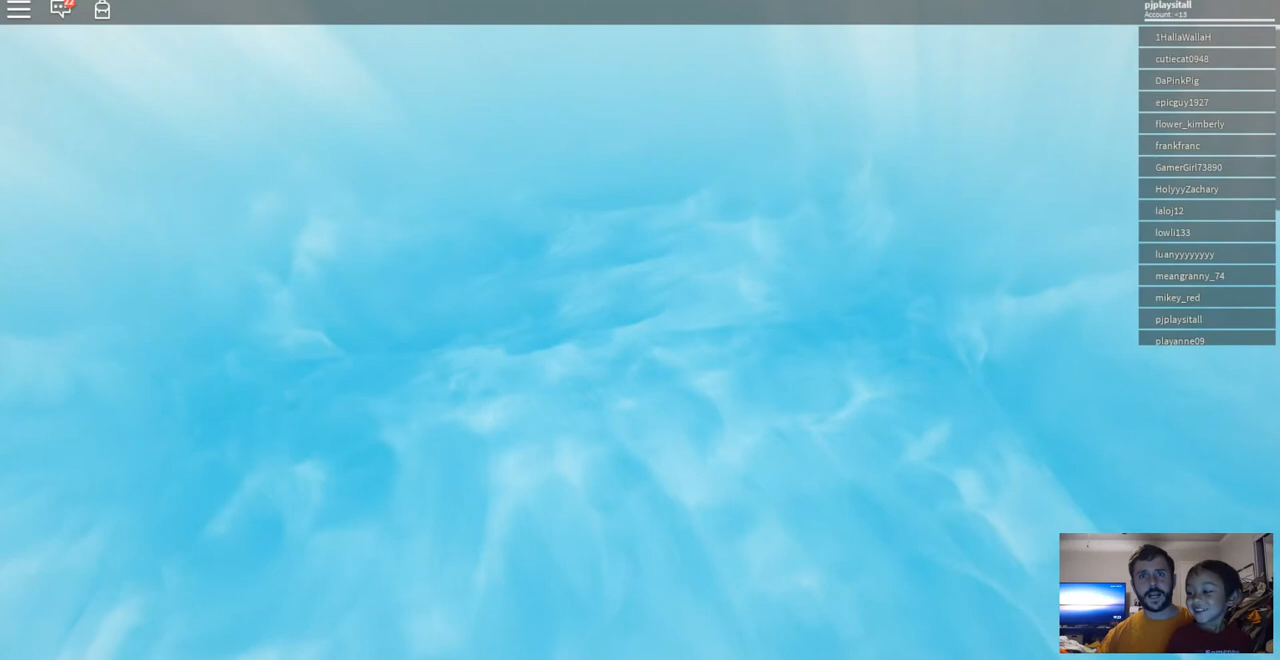 pjplaysitall
Account: <13
1HallaWallaH
cutiecat0948
DaPinkPig
epicguy1927
flower_kimberly
frankfranc
GamerGirl73890
HolyyyZachary
laloj12
lowli133
luanyyyyyyyy
meangranny_74
mikey_red
pjplaysitall
playanne09